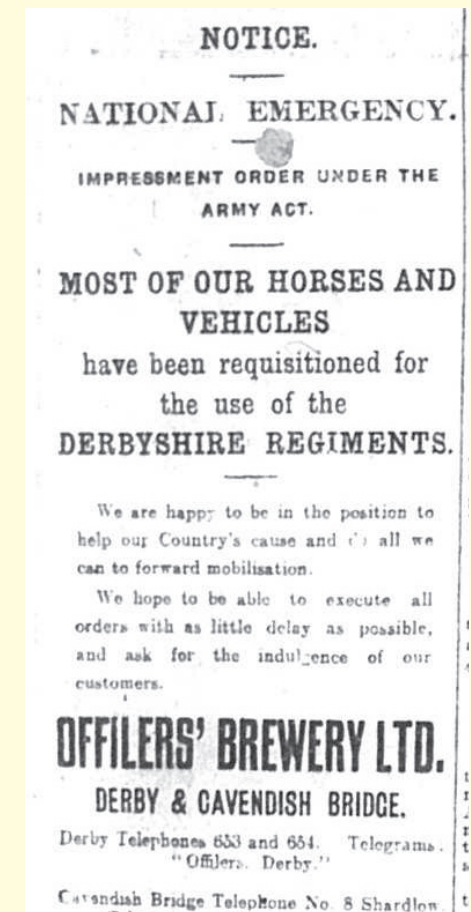 NOTICE.
NATIONAL EMERGENCY.
IMPRESSMENT ORDER UNDER THE
ARMY ACT.
MOST OF OUR HORSES AND
VEHICLES
have been requisitioned for
the use of the
DERBYSHIRE REGIMENTS.
We are happy to be in the position to
help our Country's cause and do all we
can to forward mobilisation.
We hope to be able to execute all
orders with as little delay as possible,
and ask for the indulgence of our
customers.
OFFILERS' BREWERY LTD.
DERBY & CAVENDISH BRIDGE.
Derby Telephones 653 and 654. Telegrams.
"Offilers. Derby."
Cavendish Bridge Telephone No. 8 Shardlow.